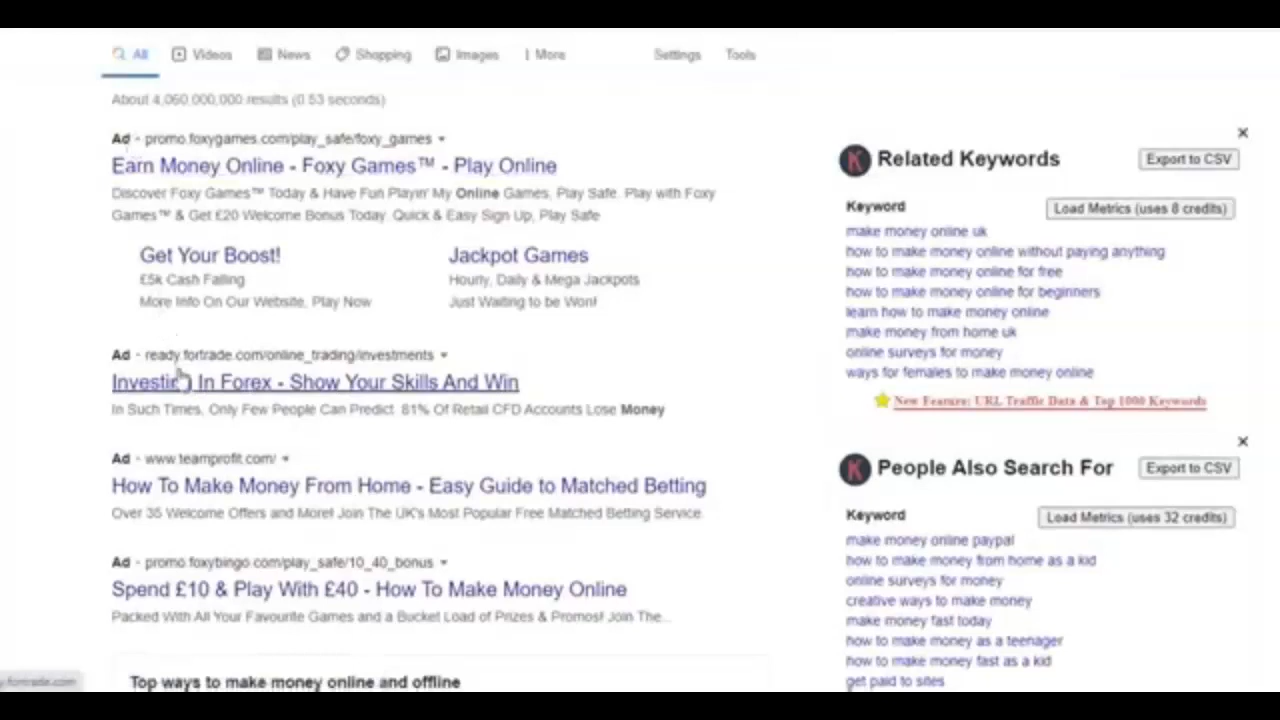 All Videos News Shopping Images More Settings Tools
About 4,060,000,000 results (0.53 seconds)
Ad · promo.foxygames.com/play_safe/foxy_games
Earn Money Online - Foxy Games™ - Play Online
Discover Foxy Games™ Today & Have Fun Playin' My Online Games, Play Safe. Play with Foxy
Games™ & Get £20 Welcome Bonus Today. Quick & Easy Sign Up, Play Safe
Get Your Boost!
£5k Cash Falling
More Info On Our Website, Play Now
Jackpot Games
Hourly, Daily & Mega Jackpots
Just Waiting to be Won!
Ad · ready.fortrade.com/online_trading/investments
Investing In Forex - Show Your Skills And Win
In Such Times, Only Few People Can Predict. 81% Of Retail CFD Accounts Lose Money
Ad · www.teamprofit.com/
How To Make Money From Home - Easy Guide to Matched Betting
Over 35 Welcome Offers and More! Join The UK's Most Popular Free Matched Betting Service.
Ad · promo.foxybingo.com/play_safe/10_40_bonus
Spend £10 & Play With £40 - How To Make Money Online
Packed With All Your Favourite Games and a Bucket Load of Prizes & Promos! Join The...
Top ways to make money online and offline
K Related Keywords
Export to CSV
Keyword
Load Metrics (uses 8 credits)
make money online uk
how to make money online without paying anything
how to make money online for free
how to make money online for beginners
learn how to make money online
make money from home uk
online surveys for money
ways for females to make money online
New Feature: URL Traffic Data & Top 1000 Keywords
K People Also Search For
Export to CSV
Keyword
Load Metrics (uses 32 credits)
make money online paypal
how to make money from home as a kid
online surveys for money
creative ways to make money
make money fast today
how to make money as a teenager
how to make money fast as a kid
get paid to sites